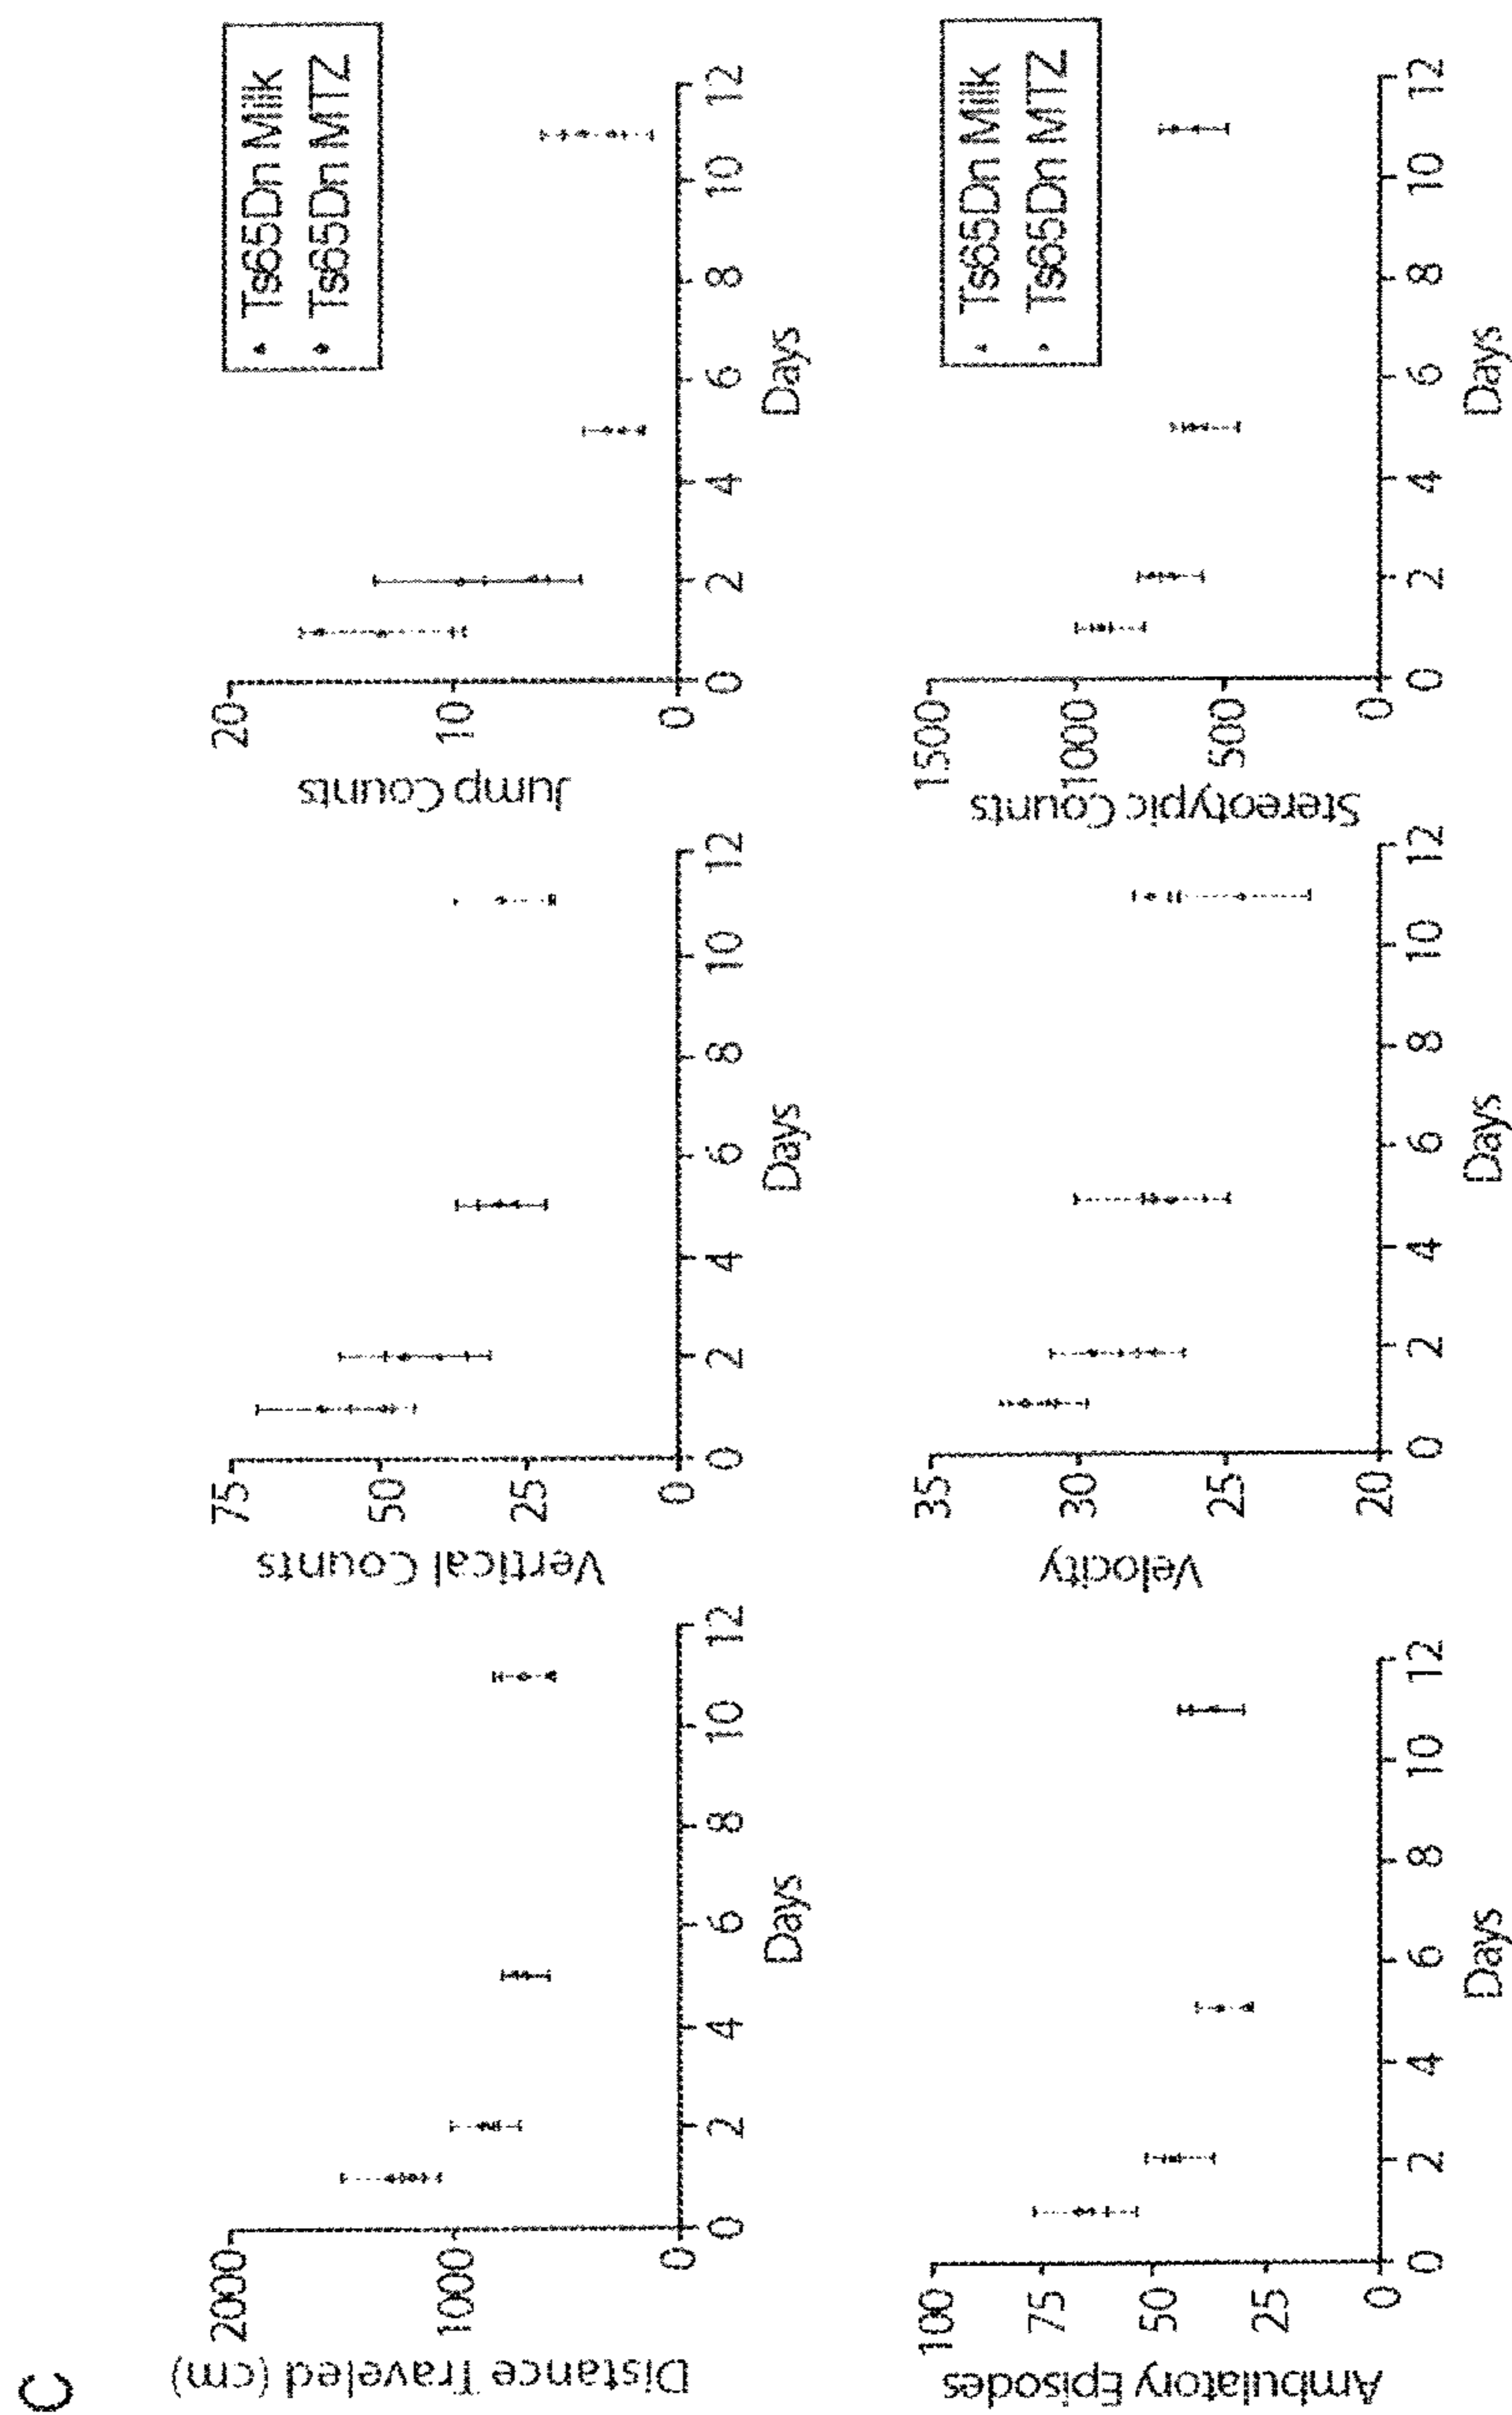 C
Distance Traveled (cm)
2000
1000
0
0 2 4 6 8 10 12
Days
Vertical Counts
75
50
25
0
0 2 4 6 8 10 12
Days
Jump Counts
20
10
0
0 2 4 6 8 10 12
Days
Ts65Dn Milk
Ts65Dn MTZ
Ambulatory Episodes
100
75
50
25
0
0 2 4 6 8 10 12
Days
Velocity
35
30
25
20
0 2 4 6 8 10 12
Days
Stereotypic Counts
1500
1000
500
0
0 2 4 6 8 10 12
Days
Ts65Dn Milk
Ts65Dn MTZ